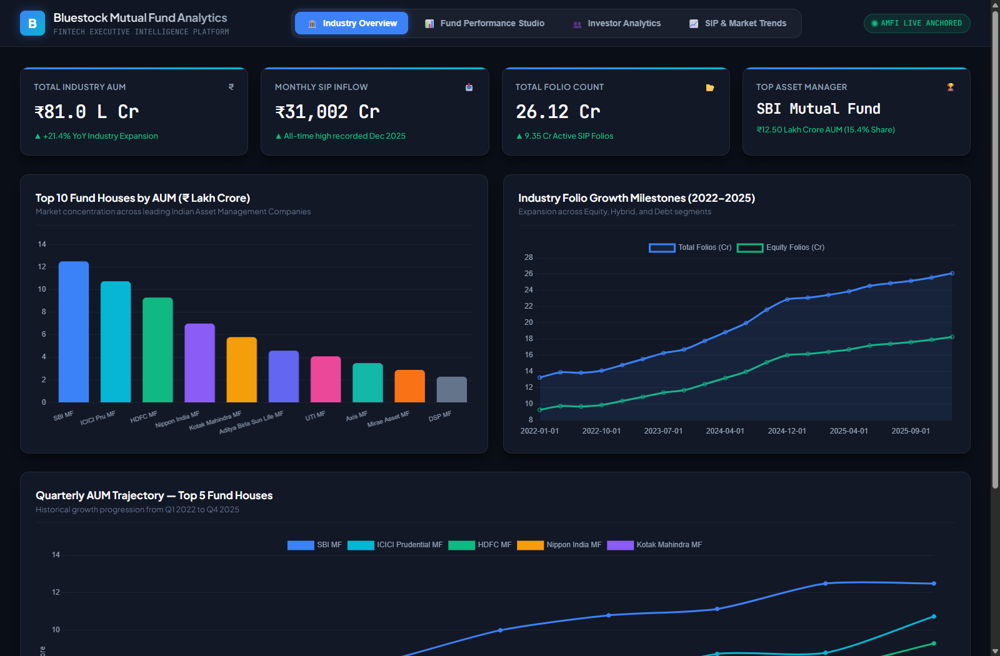 B
Bluestock Mutual Fund Analytics
FINTECH EXECUTIVE INTELLIGENCE PLATFORM
Industry Overview
Fund Performance Studio
Investor Analytics
SIP & Market Trends
AMFI LIVE ANCHORED
TOTAL INDUSTRY AUM
₹
₹81.0 L Cr
▲ +21.4% YoY Industry Expansion
MONTHLY SIP INFLOW
₹31,002 Cr
▲ All-time high recorded Dec 2025
TOTAL FOLIO COUNT
26.12 Cr
▲ 9.35 Cr Active SIP Folios
TOP ASSET MANAGER
SBI Mutual Fund
₹12.50 Lakh Crore AUM (15.4% Share)
Top 10 Fund Houses by AUM (₹ Lakh Crore)
Market concentration across leading Indian Asset Management Companies
14
12
10
8
6
4
2
0
SBI MF
ICICI Pru MF
HDFC MF
Nippon India MF
Kotak Mahindra MF
Aditya Birla Sun Life MF
UTI MF
Axis MF
Mirae Asset MF
DSP MF
Industry Folio Growth Milestones (2022–2025)
Expansion across Equity, Hybrid, and Debt segments
Total Folios (Cr)
Equity Folios (Cr)
28
26
24
22
20
18
16
14
12
10
8
2022-01-01
2022-10-01
2023-07-01
2024-04-01
2024-12-01
2025-04-01
2025-09-01
Quarterly AUM Trajectory — Top 5 Fund Houses
Historical growth progression from Q1 2022 to Q4 2025
SBI MF
ICICI Prudential MF
HDFC MF
Nippon India MF
Kotak Mahindra MF
14
12
10